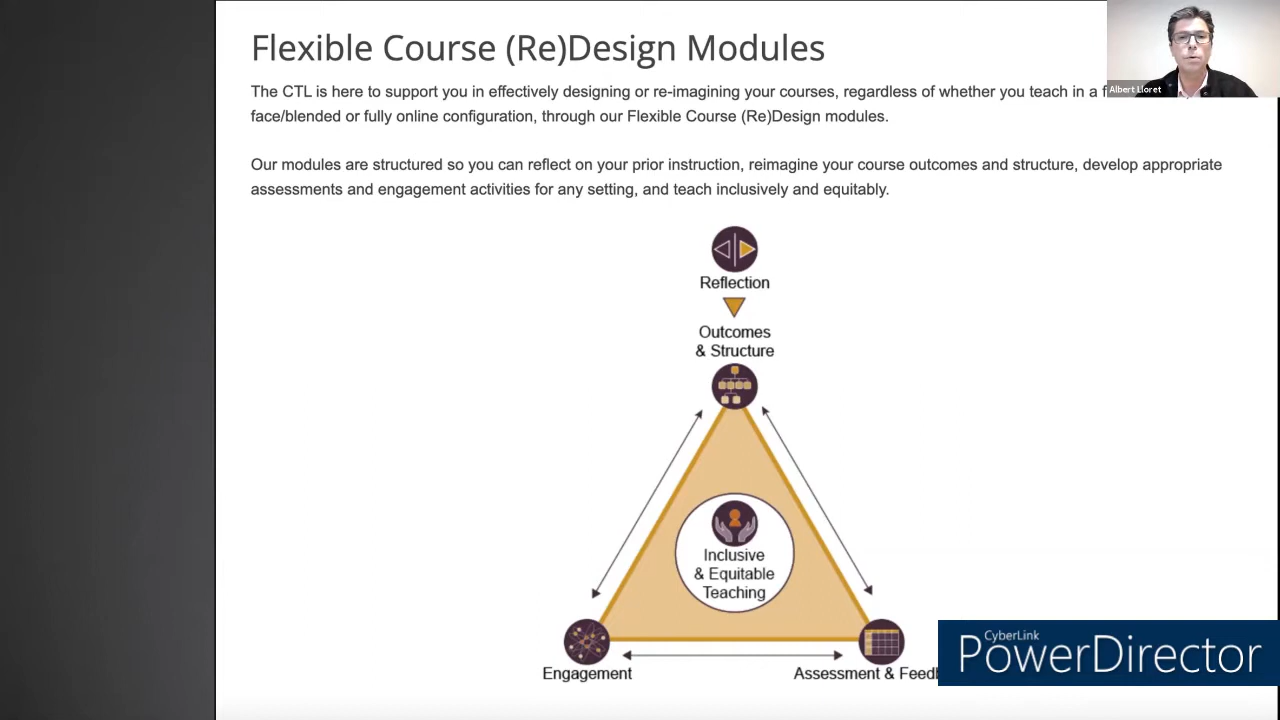 Flexible Course (Re)Design Modules
The CTL is here to support you in effectively designing or re-imagining your courses, regardless of whether you teach in a
Albert Lloret
face/blended or fully online configuration, through our Flexible Course (Re)Design modules.
Our modules are structured so you can reflect on your prior instruction, reimagine your course outcomes and structure, develop appropriate
assessments and engagement activities for any setting, and teach inclusively and equitably.
Reflection
Outcomes
& Structure
Inclusive
& Equitable
Teaching
Engagement
Assessment &
CyberLink
PowerDirector